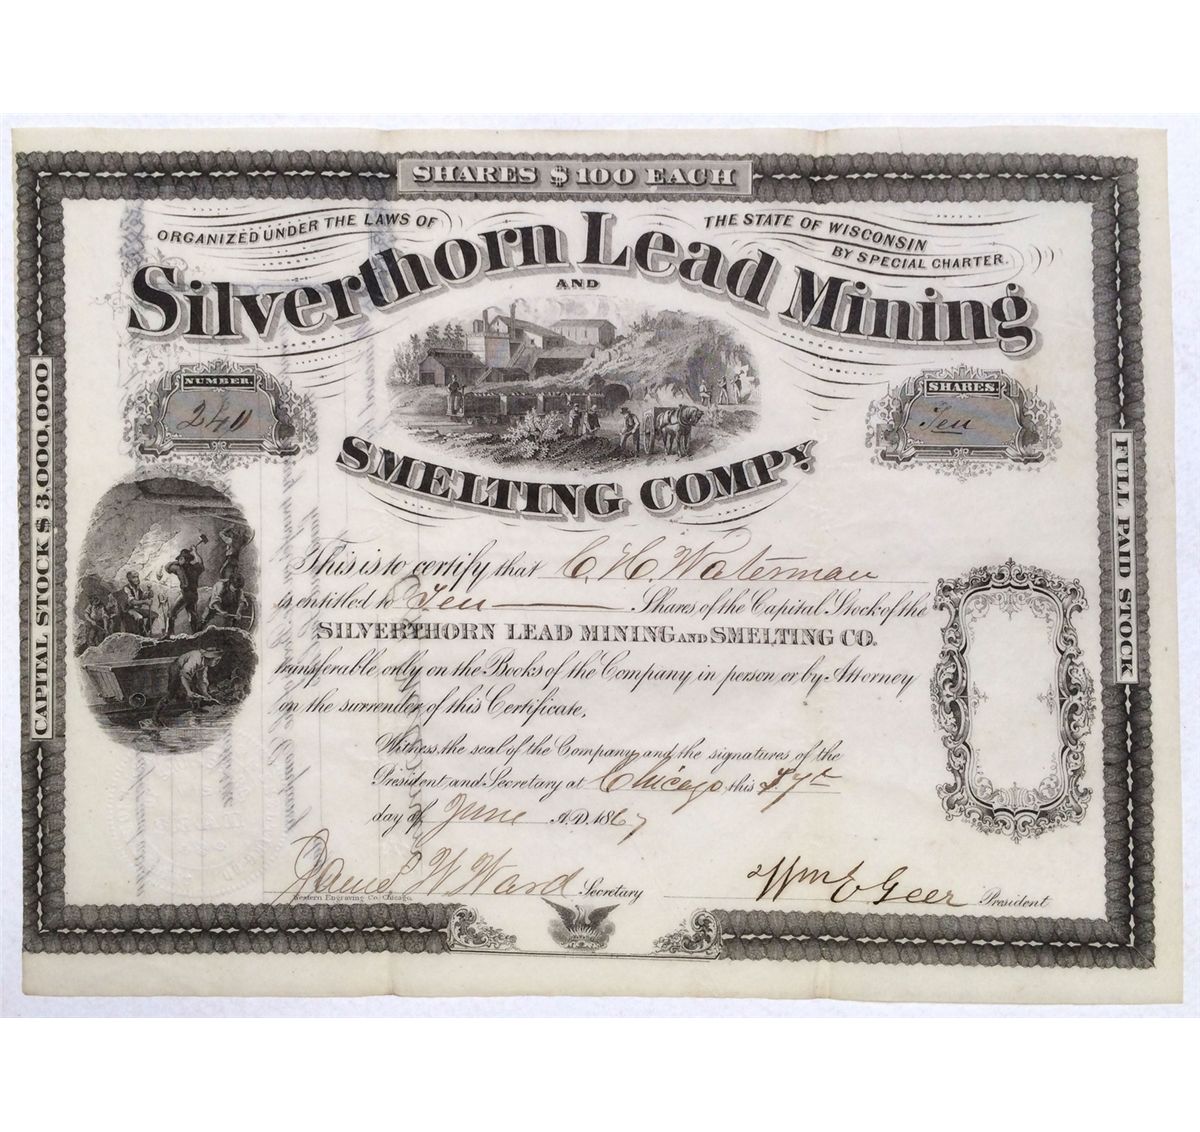 SHARES $100 EACH
ORGANIZED UNDER THE LAWS OF THE STATE OF WISCONSIN
BY SPECIAL CHARTER.
Silverthorn Lead Mining
AND
SMELTING COMPY
NUMBER.
240
SHARES.
Ten
CAPITAL STOCK $3,000,000
FULL PAID STOCK
This is to certify that C. H. Waterman
is entitled to Ten Shares of the Capital Stock of the
SILVERTHORN LEAD MINING AND SMELTING CO.
transferable only on the Books of the Company in person or by Attorney
on the surrender of this Certificate,
Witness, the seal of the Company and the signatures of the
President and Secretary at Chicago this
day of June A.D. 1867
James W Ward Secretary
Wm E Geer President
Western Engraving Co. Chicago.